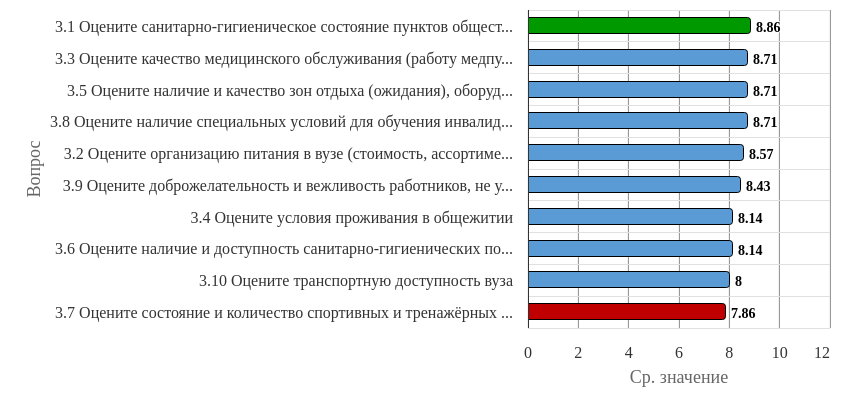 3.1 Оцените санитарно-гигиеническое состояние пунктов общест... 8.86
3.3 Оцените качество медицинского обслуживания (работу медпу... 8.71
3.5 Оцените наличие и качество зон отдыха (ожидания), оборуд... 8.71
3.8 Оцените наличие специальных условий для обучения инвалид... 8.71
3.2 Оцените организацию питания в вузе (стоимость, ассортиме... 8.57
3.9 Оцените доброжелательность и вежливость работников, не у... 8.43
3.4 Оцените условия проживания в общежитии 8.14
3.6 Оцените наличие и доступность санитарно-гигиенических по... 8.14
3.10 Оцените транспортную доступность вуза 8
3.7 Оцените состояние и количество спортивных и тренажёрных ... 7.86
Вопрос
0 2 4 6 8 10 12
Ср. значение